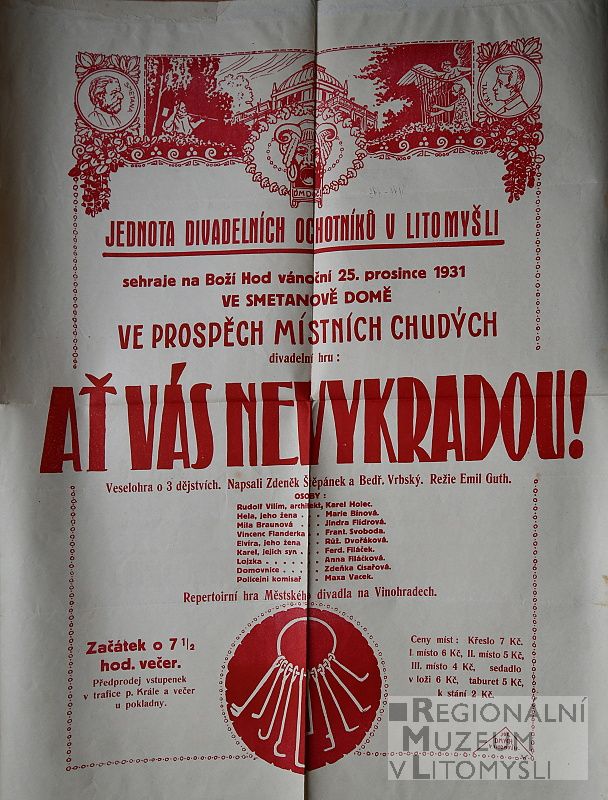 SMETANA
J.K. TYL
D.M.D.O.Č.
JEDNOTA DIVADELNÍCH OCHOTNÍKŮ V LITOMYŠLI
sehraje na Boží Hod vánoční 25. prosince 1931
VE SMETANOVĚ DOMĚ
VE PROSPĚCH MÍSTNÍCH CHUDÝCH
divadelní hru :
AŤ VÁS NEVYKRADOU!
Veselohra o 3 dějstvích. Napsali Zdeněk Štěpánek a Bedř. Vrbský. Režie Emil Guth.
OSOBY :
Rudolf Vilím, architekt, Karel Holec.
Hela, jeho žena . . . Marie Binová.
Mila Braunová . . . Jindra Flídrová.
Vincenc Flanderka . . Frant. Svoboda.
Elvíra, jeho žena . . . Růž. Dvořáková.
Karel, jejich syn . . . Ferd. Filáček.
Lojzka . . . . . . Anna Filáčková.
Domovnice . . . . . Zdeňka Císařová.
Policejní komisař . . Maxa Vacek.
Repertoirní hra Městského divadla na Vinohradech.
Začátek o 7 1/2
hod. večer.
Předprodej vstupenek
v trafice p. Krále a večer
u pokladny.
Ceny míst : Křeslo 7 Kč,
I. místo 6 Kč, II. místo 5 Kč,
III. místo 4 Kč, sedadlo
v loži 6 Kč, taburet 5 Kč,
k stání 2 Kč.
REGIONALNÍ
MUZEUM
V LITOMYŠLI